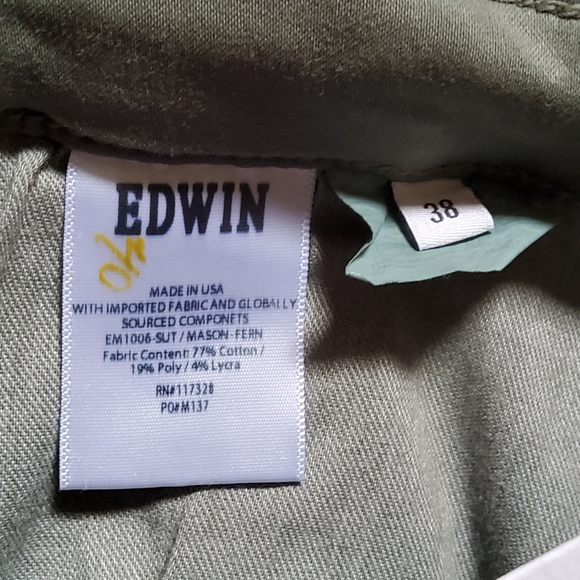 EDWIN
MADE IN USA
WITH IMPORTED FABRIC AND GLOBALLY
SOURCED COMPONETS
EM1006-SUT / MASON-FERN
Fabric Content: 77% Cotton /
19% Poly / 4% Lycra
RN#117328
PO#M137
38